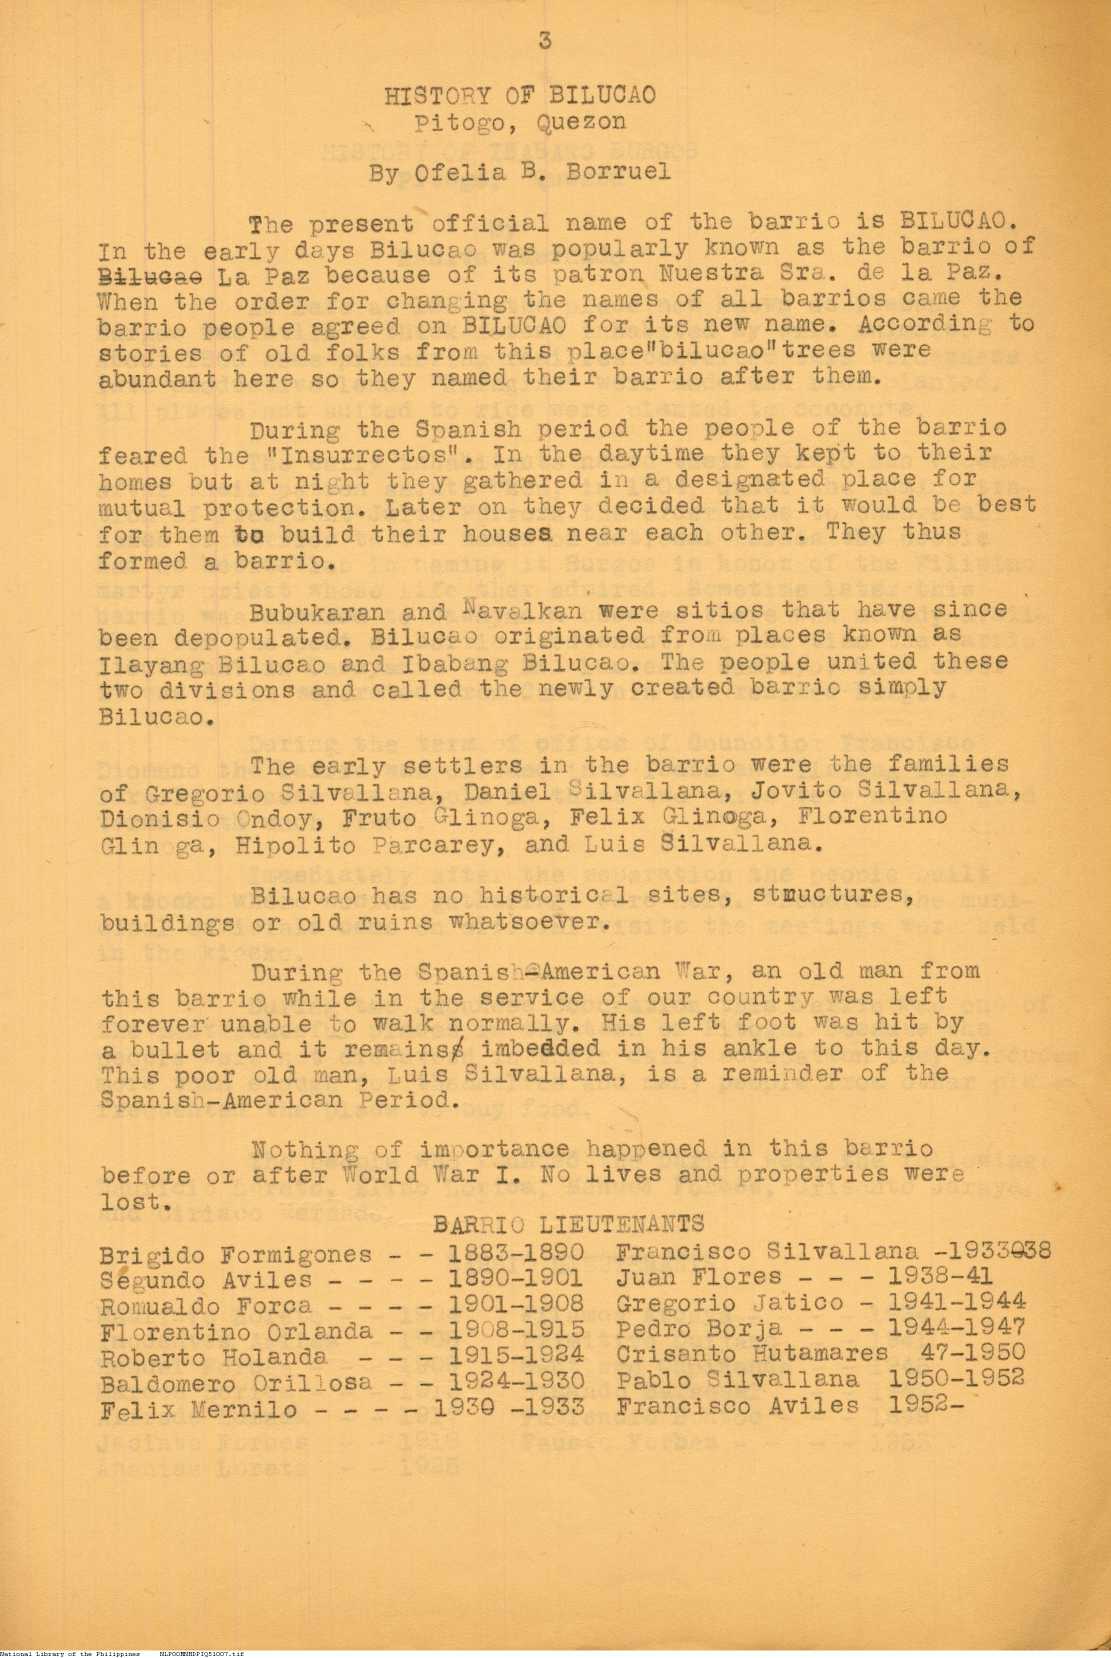 3
HISTORY OF BILUCAO
Pitogo, Quezon
By Ofelia B. Borruel
The present official name of the barrio is BILUCAO.
In the early days Bilucao was popularly known as the barrio of
Bilucao La Paz because of its patron Nuestra Sra. de la Paz.
When the order for changing the names of all barrios came the
barrio people agreed on BILUCAO for its new name. According to
stories of old folks from this place"bilucao"trees were
abundant here so they named their barrio after them.
During the Spanish period the people of the barrio
feared the "Insurrectos". In the daytime they kept to their
homes but at night they gathered in a designated place for
mutual protection. Later on they decided that it would be best
for them to build their houses near each other. They thus
formed a barrio.
Bubukaran and Navalkan were sitios that have since
been depopulated. Bilucao originated from places known as
Ilayang Bilucao and Ibabang Bilucao. The people united these
two divisions and called the newly created barrio simply
Bilucao.
The early settlers in the barrio were the families
of Gregorio Silvallana, Daniel Silvallana, Jovito Silvallana,
Dionisio Ondoy, Fruto Glinoga, Felix Glinoga, Florentino
Glinoga, Hipolito Parcarey, and Luis Silvallana.
Bilucao has no historical sites, structures,
buildings or old ruins whatsoever.
During the Spanish-American War, an old man from
this barrio while in the service of our country was left
forever unable to walk normally. His left foot was hit by
a bullet and it remains imbedded in his ankle to this day.
This poor old man, Luis Silvallana, is a reminder of the
Spanish-American Period.
Nothing of importance happened in this barrio
before or after World War I. No lives and properties were
lost.
BARRIO LIEUTENANTS
Brigido Formigones - - 1883-1890 Francisco Silvallana -1933-38
Segundo Aviles - - - - 1890-1901 Juan Flores - - - 1938-41
Romualdo Forca - - - - 1901-1908 Gregorio Jatico - 1941-1944
Florentino Orlanda - - 1908-1915 Pedro Borja - - - 1944-1947
Roberto Holanda - - - 1915-1924 Crisanto Hutamares 47-1950
Baldomero Orillosa - - 1924-1930 Pablo Silvallana 1950-1952
Felix Mernilo - - - - 1930 -1933 Francisco Aviles 1952-
National Library of the Philippines